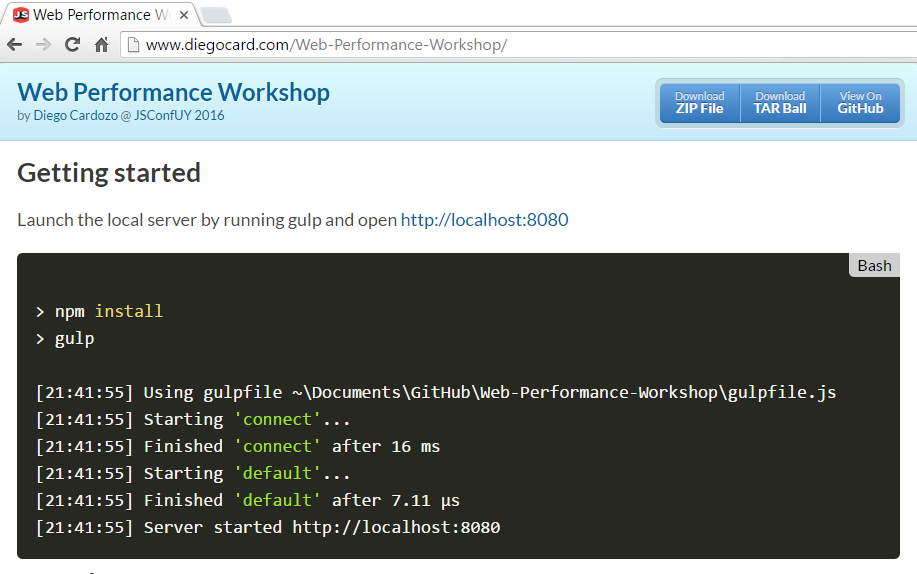 JS Web Performance W
www.diegocard.com/Web-Performance-Workshop/
Web Performance Workshop
by Diego Cardozo @ JSConfUY 2016
Download ZIP File
Download TAR Ball
View On GitHub
Getting started
Launch the local server by running gulp and open http://localhost:8080
Bash
> npm install
> gulp
[21:41:55] Using gulpfile ~\Documents\GitHub\Web-Performance-Workshop\gulpfile.js
[21:41:55] Starting 'connect'...
[21:41:55] Finished 'connect' after 16 ms
[21:41:55] Starting 'default'...
[21:41:55] Finished 'default' after 7.11 μs
[21:41:55] Server started http://localhost:8080